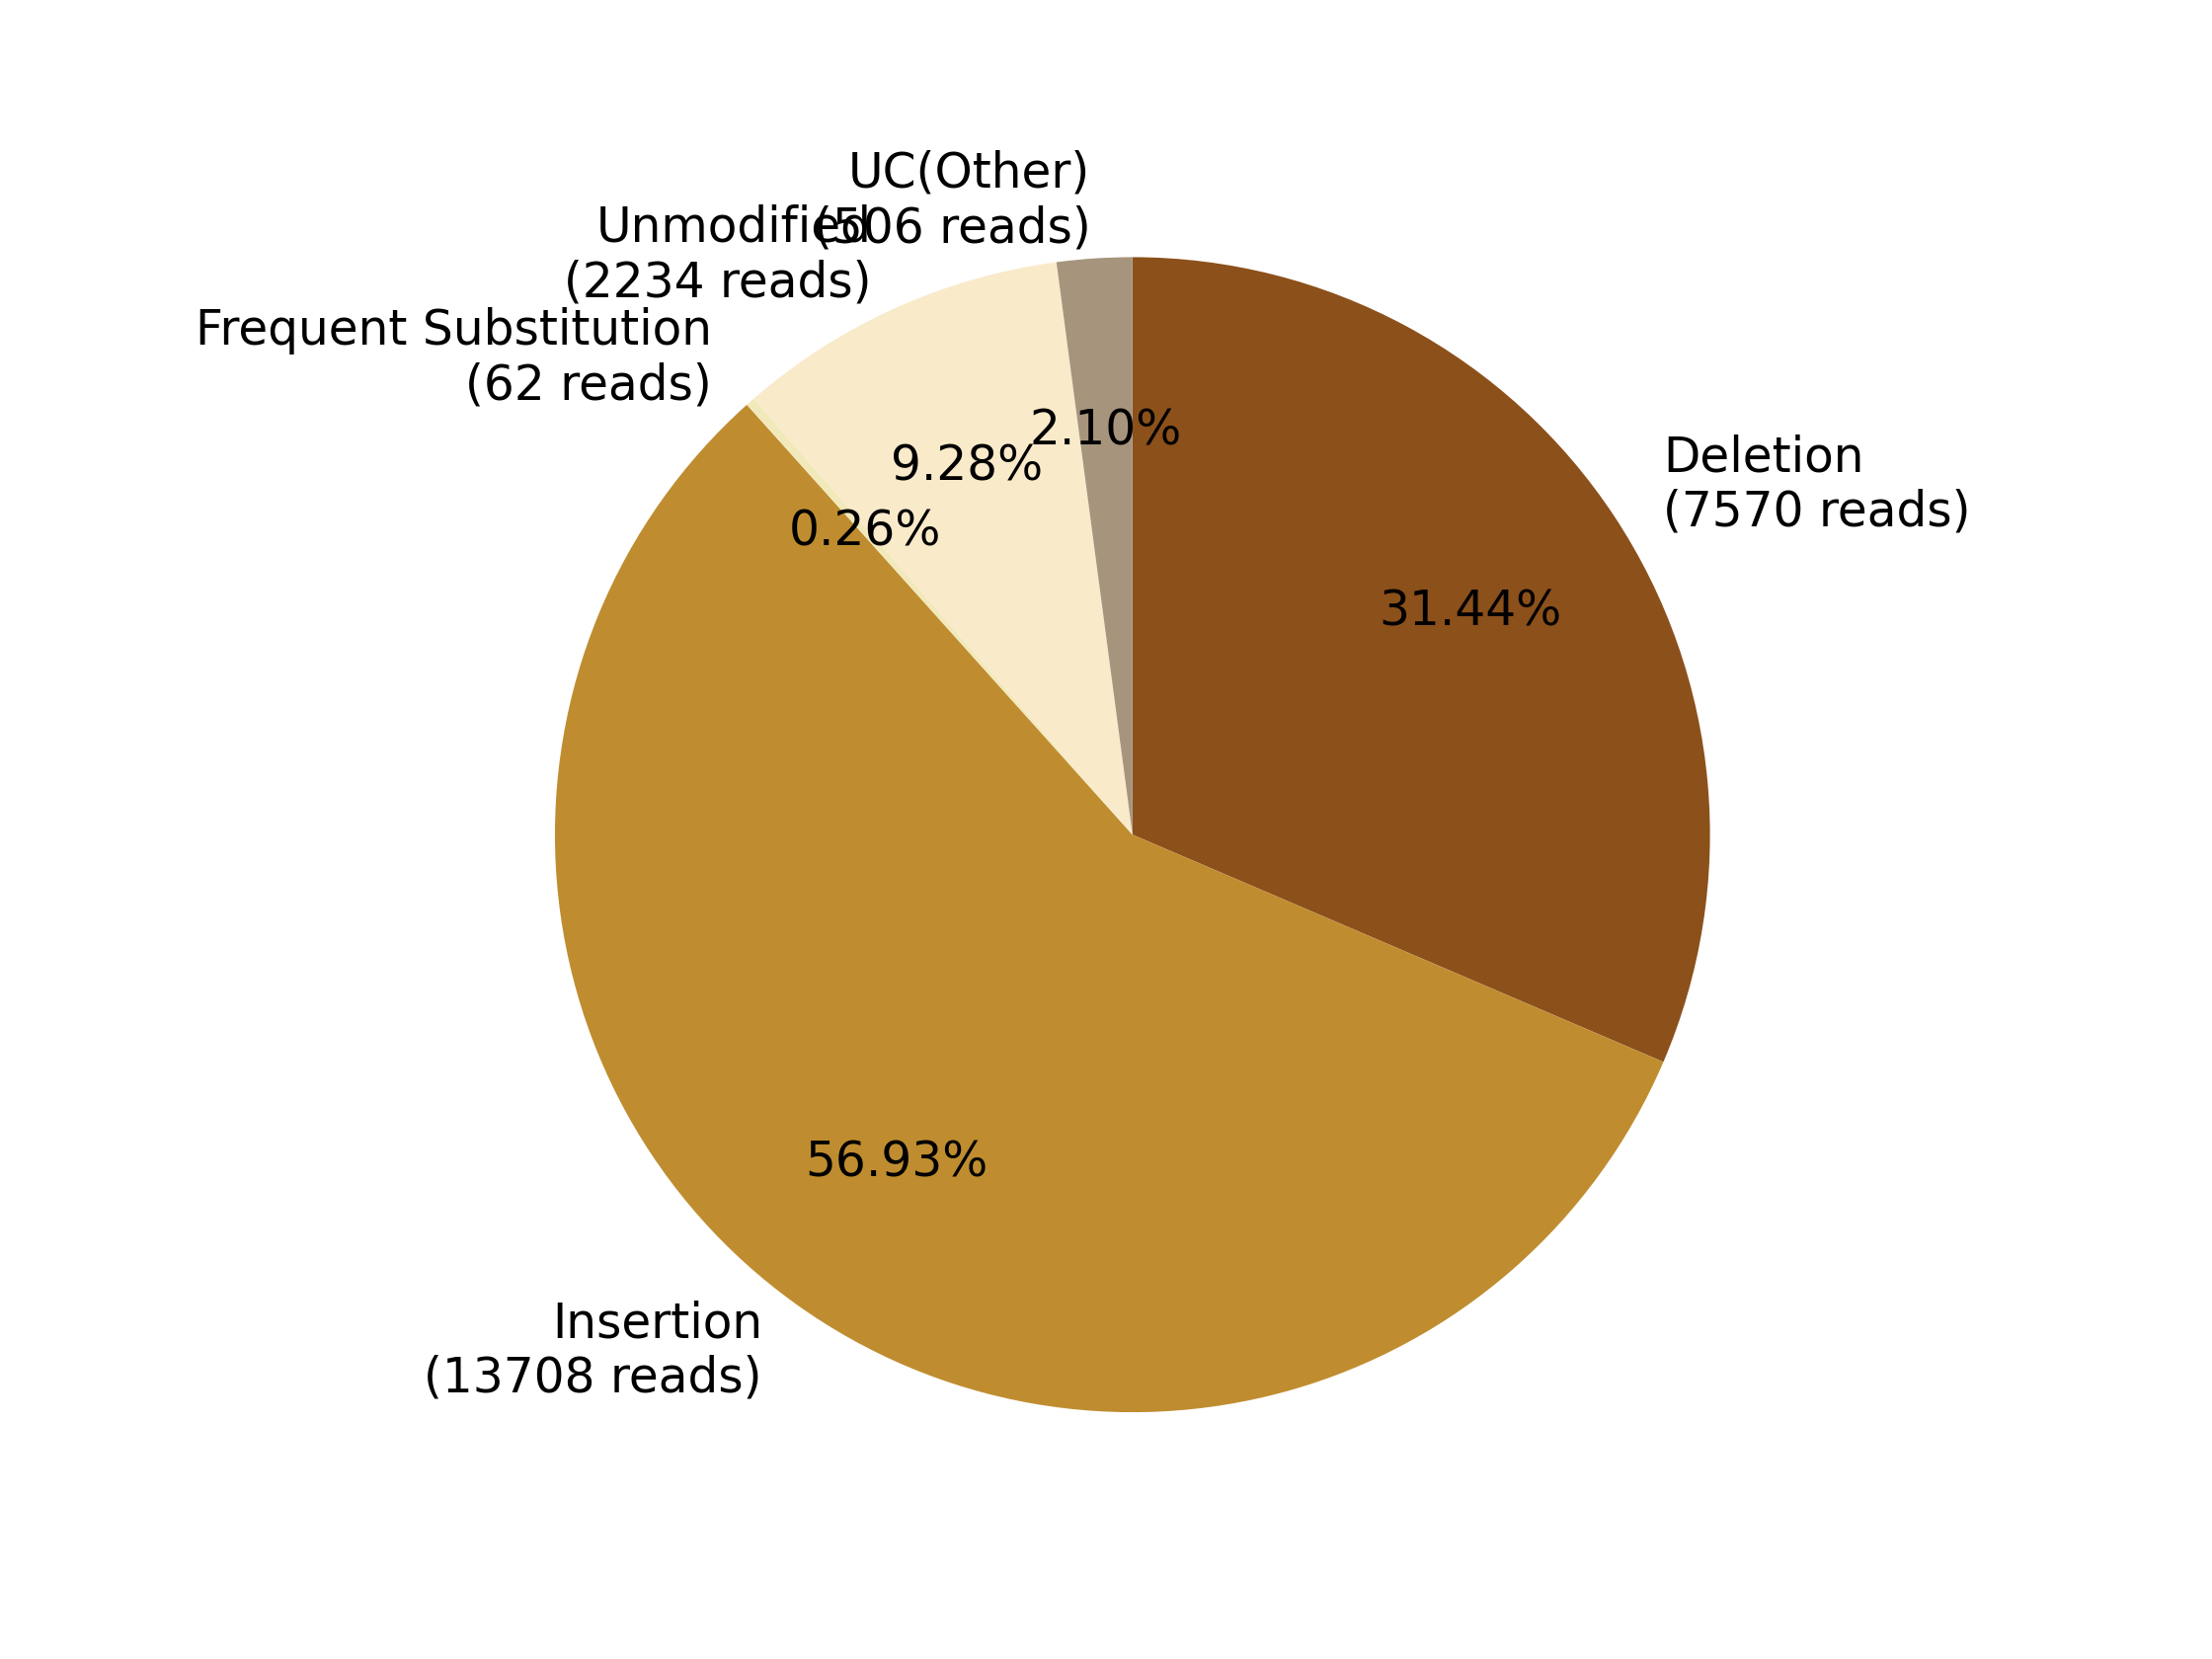 UC(Other)
(506 reads)
Unmodified
(2234 reads)
Frequent Substitution
(62 reads)
Deletion
(7570 reads)
2.10%
9.28%
0.26%
31.44%
56.93%
Insertion
(13708 reads)